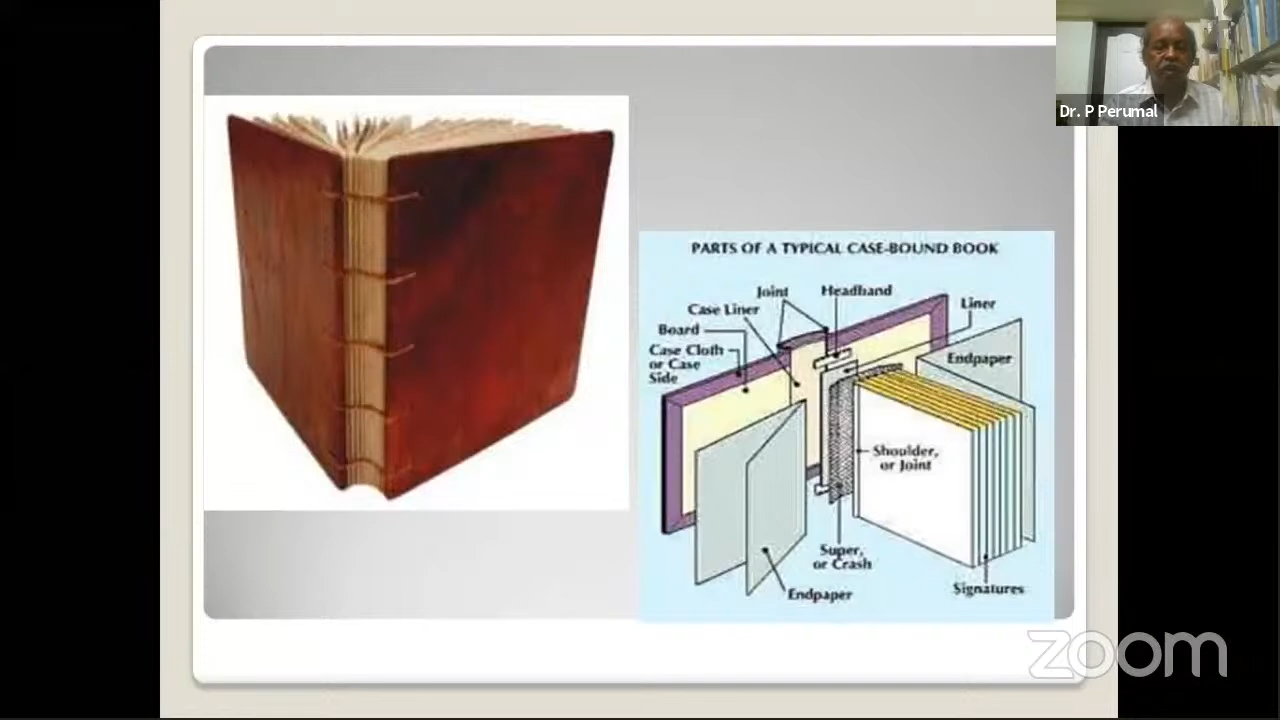 Dr. P Perumal
PARTS OF A TYPICAL CASE-BOUND BOOK
Joint
Headband
Case Liner
Liner
Board
Case Cloth
or Case
Side
Endpaper
Shoulder,
or Joint
Super,
or Crash
Endpaper
Signatures
zoom